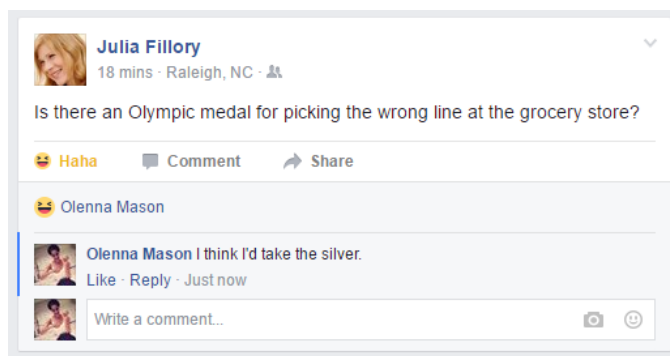 Julia Fillory
18 mins · Raleigh, NC ·
Is there an Olympic medal for picking the wrong line at the grocery store?
Haha Comment Share
Olenna Mason
Olenna Mason I think I'd take the silver.
Like · Reply · Just now
Write a comment...